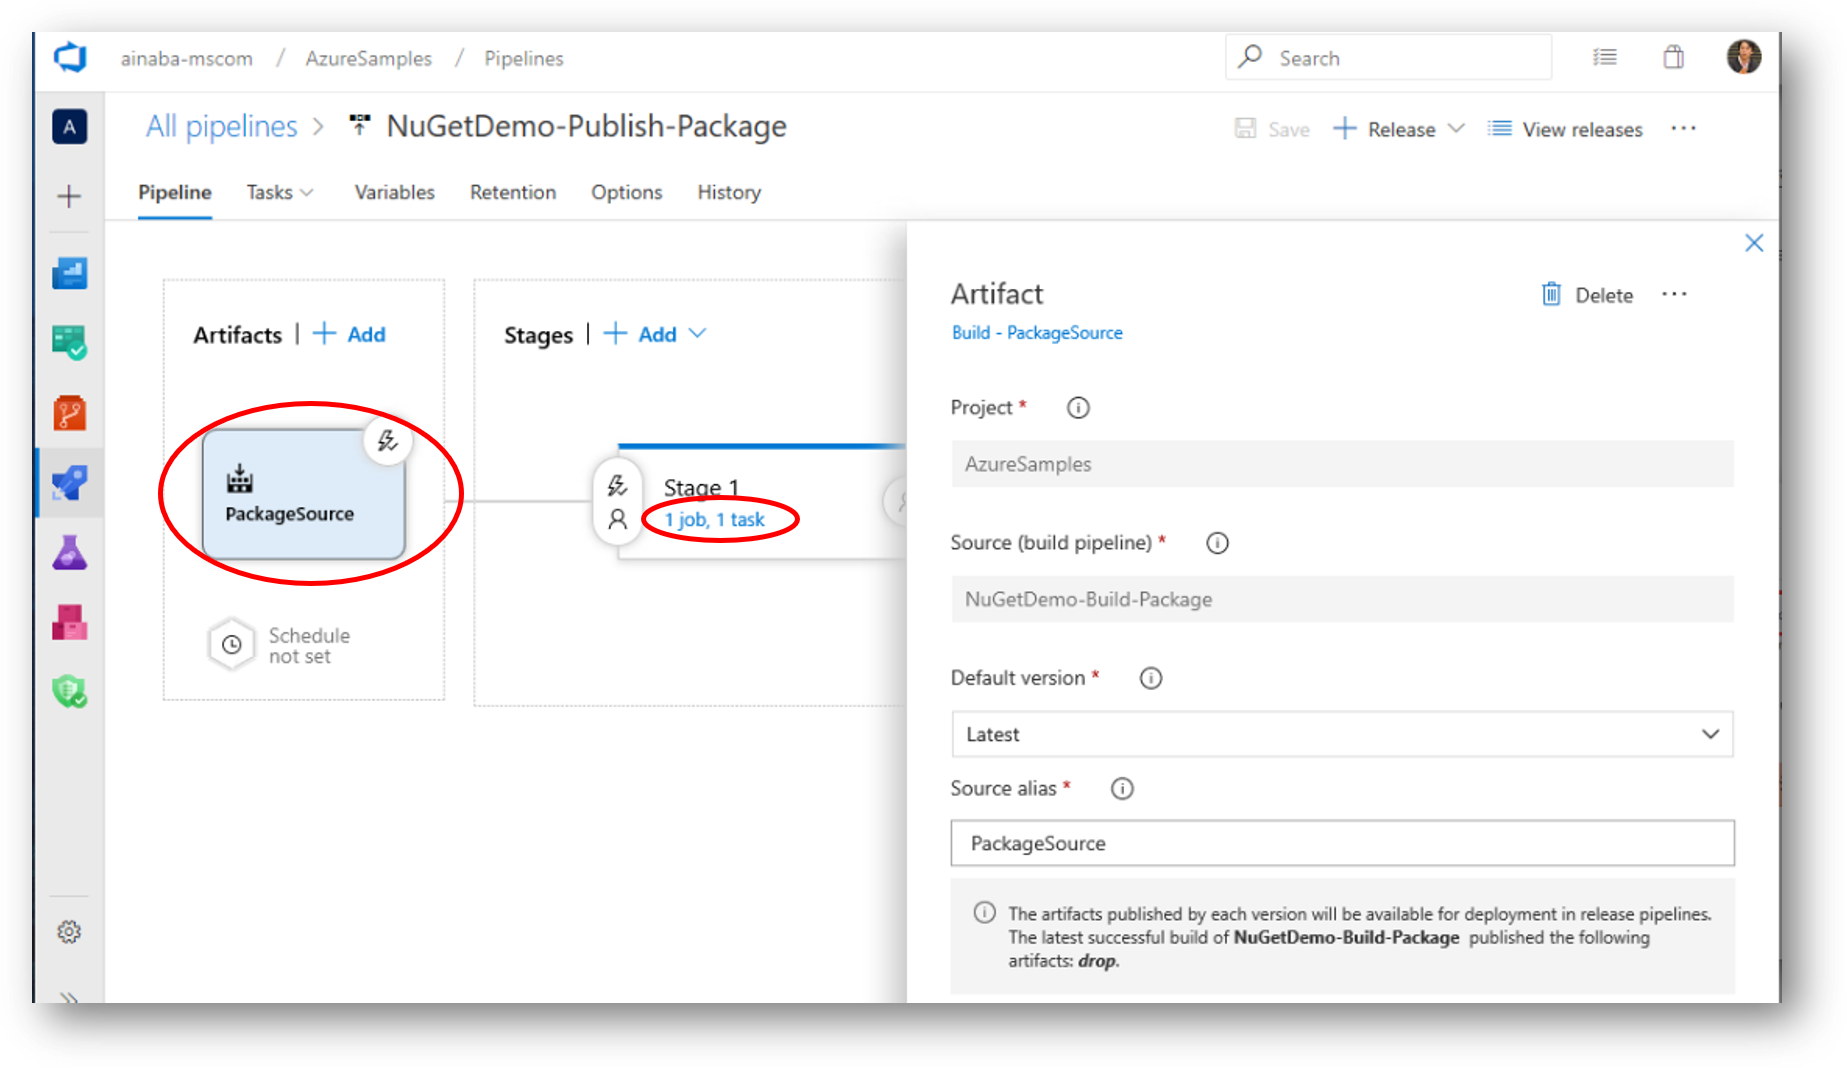 ainaba-mscom / AzureSamples / Pipelines
Search
A
All pipelines > NuGetDemo-Publish-Package
Save
Release
View releases
Pipeline
Tasks
Variables
Retention
Options
History
Artifacts | + Add
Stages | + Add
PackageSource
Schedule
not set
Stage 1
1 job, 1 task
Artifact
Delete
Build - PackageSource
Project *
AzureSamples
Source (build pipeline) *
NuGetDemo-Build-Package
Default version *
Latest
Source alias *
PackageSource
The artifacts published by each version will be available for deployment in release pipelines.
The latest successful build of NuGetDemo-Build-Package published the following
artifacts: drop.